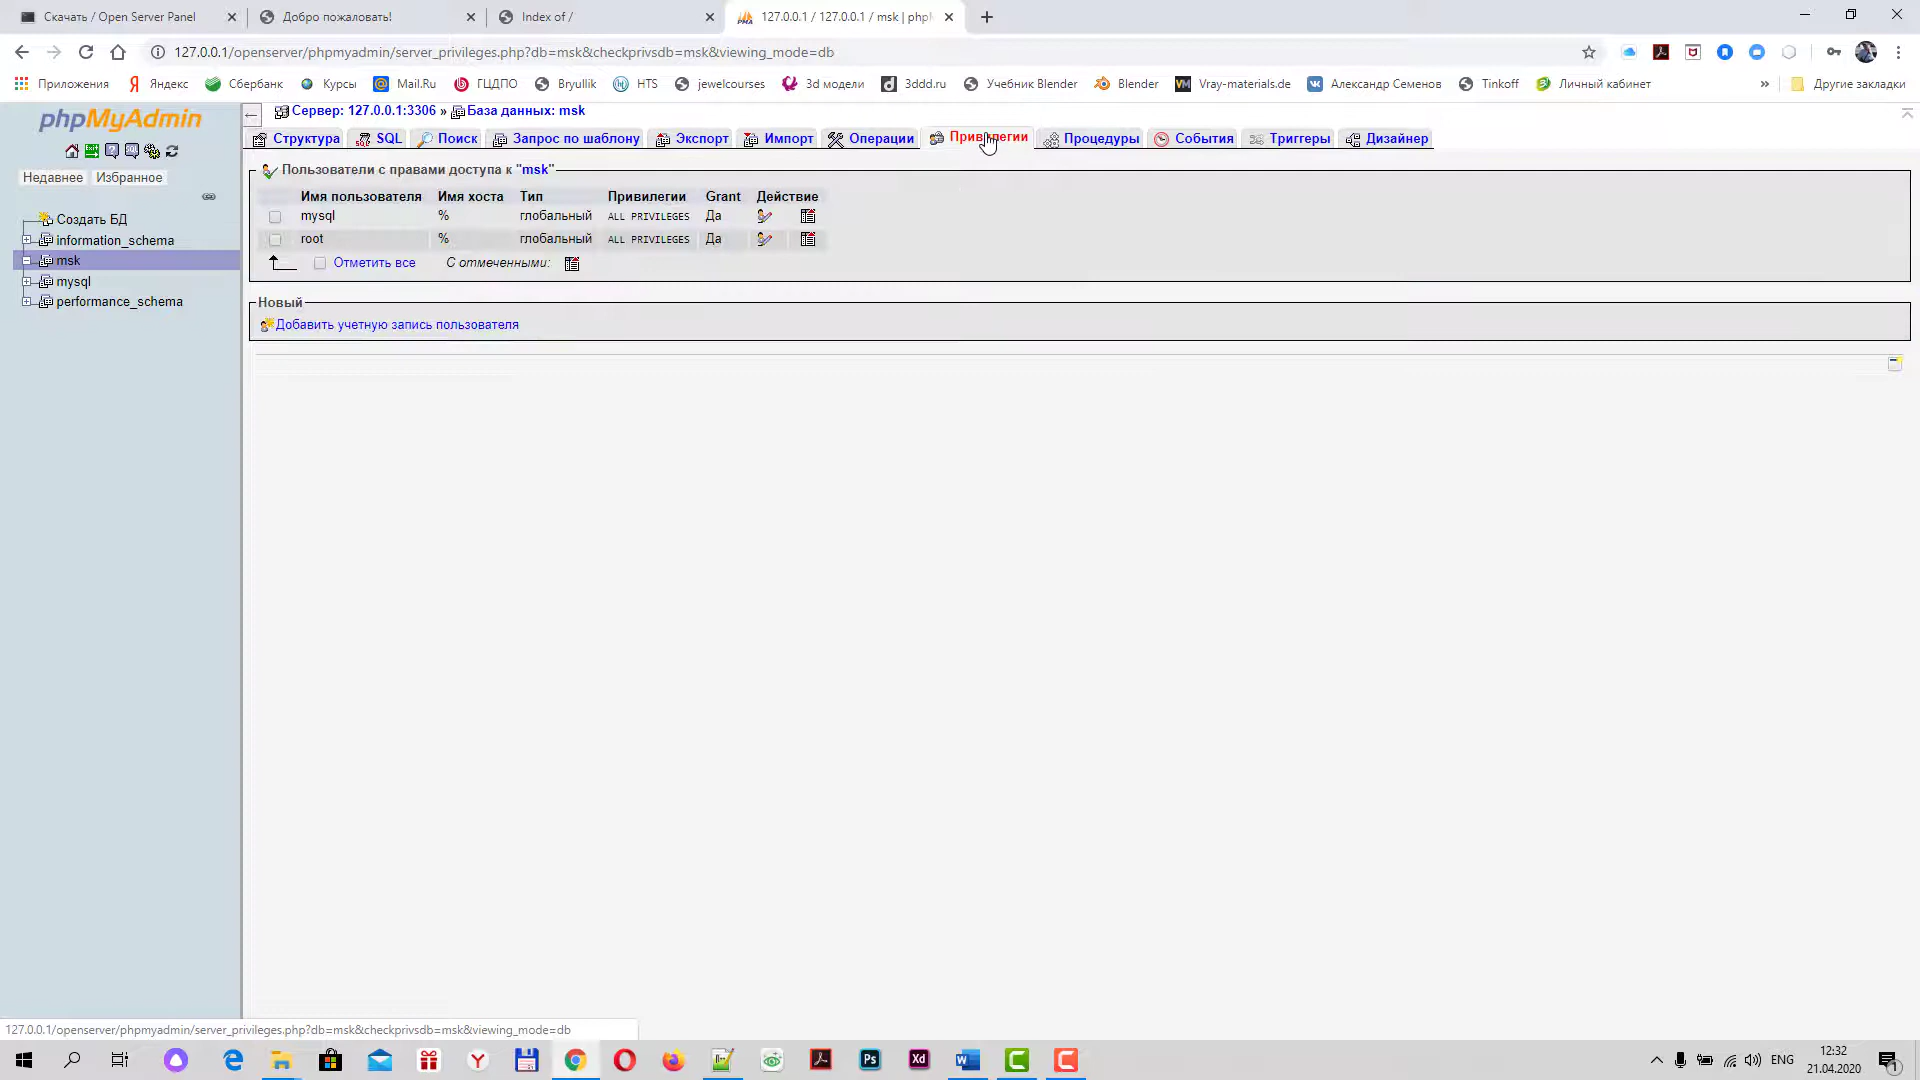 Скачать / Open Server Panel
Добро пожаловать!
Index of /
127.0.0.1 / 127.0.0.1 / msk | php
127.0.0.1/openserver/phpmyadmin/server_privileges.php?db=msk&checkprivsdb=msk&viewing_mode=db
Приложения Яндекс Сбербанк Курсы Mail.Ru ГЦДПО Bryullik HTS jewelcourses 3d модели 3ddd.ru Учебник Blender Blender Vray-materials.de Александр Семенов Tinkoff Личный кабинет » Другие закладки
phpMyAdmin
Недавнее Избранное
Создать БД
information_schema
msk
mysql
performance_schema
Сервер: 127.0.0.1:3306 » База данных: msk
Структура SQL Поиск Запрос по шаблону Экспорт Импорт Операции Привилегии Процедуры События Триггеры Дизайнер
Пользователи с правами доступа к "msk"
Имя пользователя Имя хоста Тип Привилегии Grant Действие
mysql % глобальный ALL PRIVILEGES Да
root % глобальный ALL PRIVILEGES Да
Отметить все С отмеченными:
Новый
Добавить учетную запись пользователя
127.0.0.1/openserver/phpmyadmin/server_privileges.php?db=msk&checkprivsdb=msk&viewing_mode=db
ENG
12:32
21.04.2020